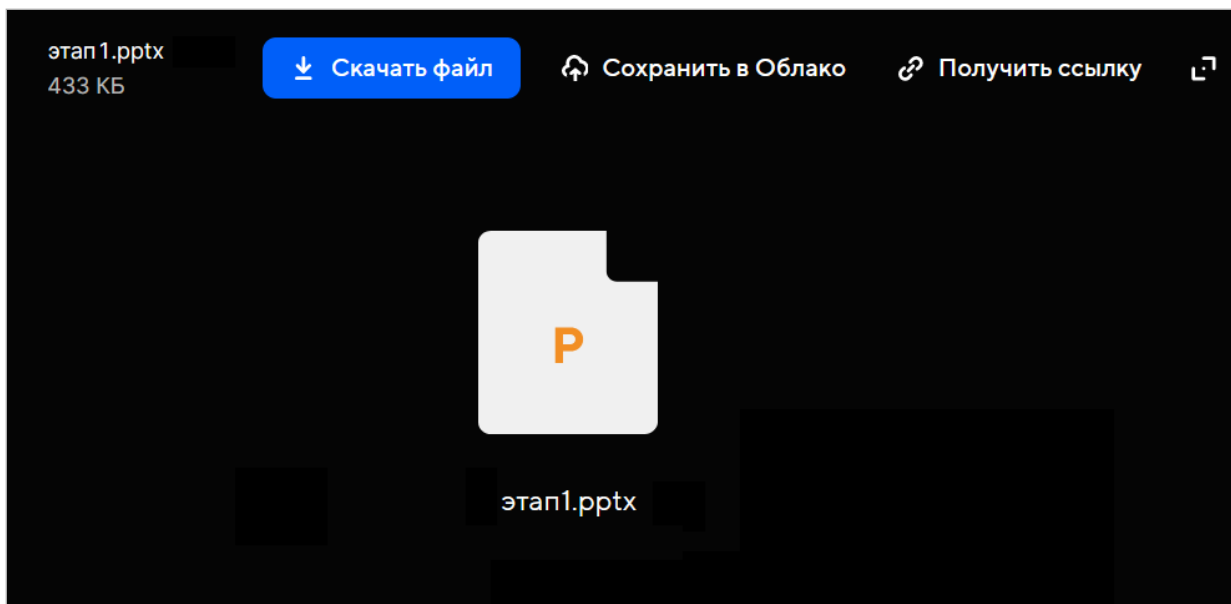 этап1.pptx
433 КБ
Скачать файл
Сохранить в Облако
Получить ссылку
P
этап1.pptx